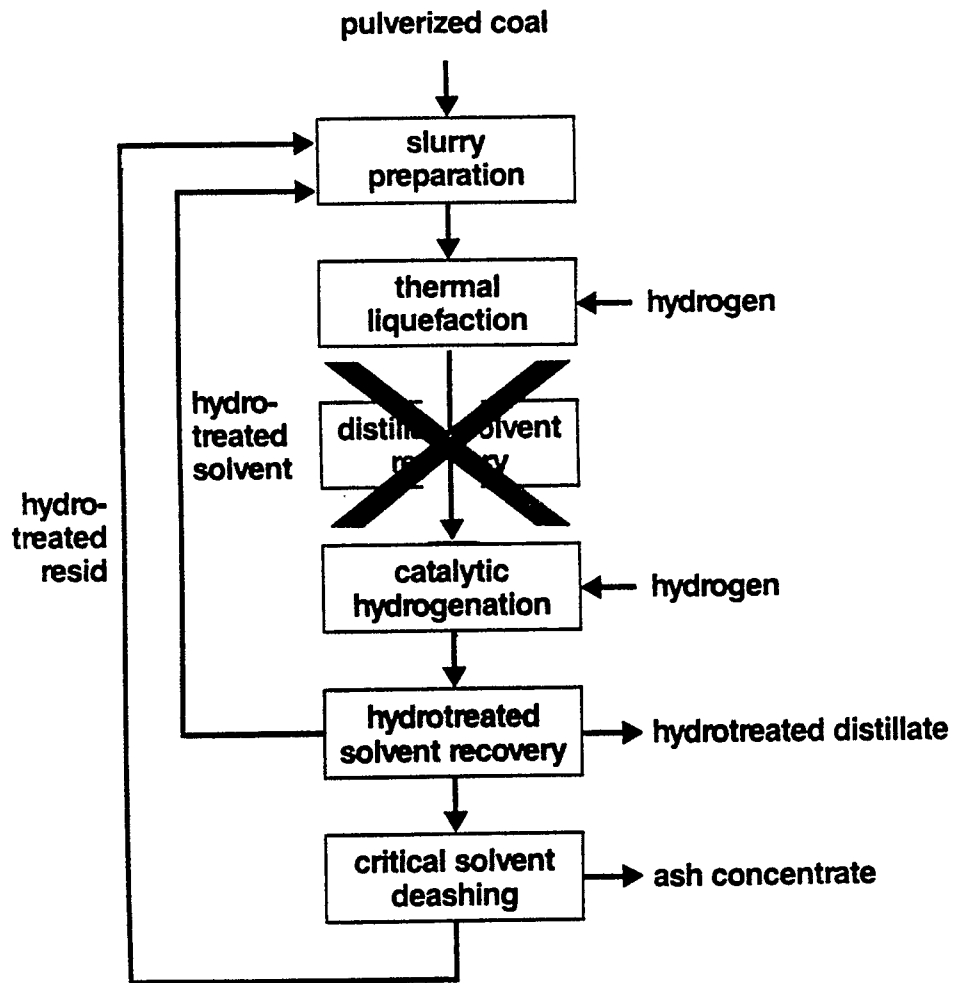 pulverized coal
slurry
preparation
thermal
liquefaction
hydrogen
hydro-
treated
solvent
hydro-
treated
resid
catalytic
hydrogenation
hydrogen
hydrotreated
solvent recovery
hydrotreated distillate
critical solvent
deashing
ash concentrate